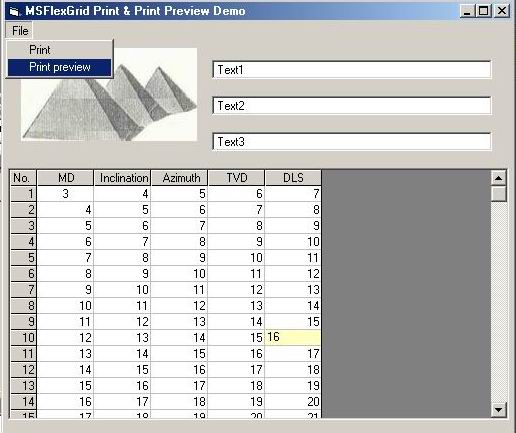 MSFlexGrid Print & Print Preview Demo
File
Print
Print preview
Text1
Text2
Text3
No. MD Inclination Azimuth TVD DLS
1 3 4 5 6 7
2 4 5 6 7 8
3 5 6 7 8 9
4 6 7 8 9 10
5 7 8 9 10 11
6 8 9 10 11 12
7 9 10 11 12 13
8 10 11 12 13 14
9 11 12 13 14 15
10 12 13 14 15 16
11 13 14 15 16 17
12 14 15 16 17 18
13 15 16 17 18 19
14 16 17 18 19 20
15 17 18 19 20 21